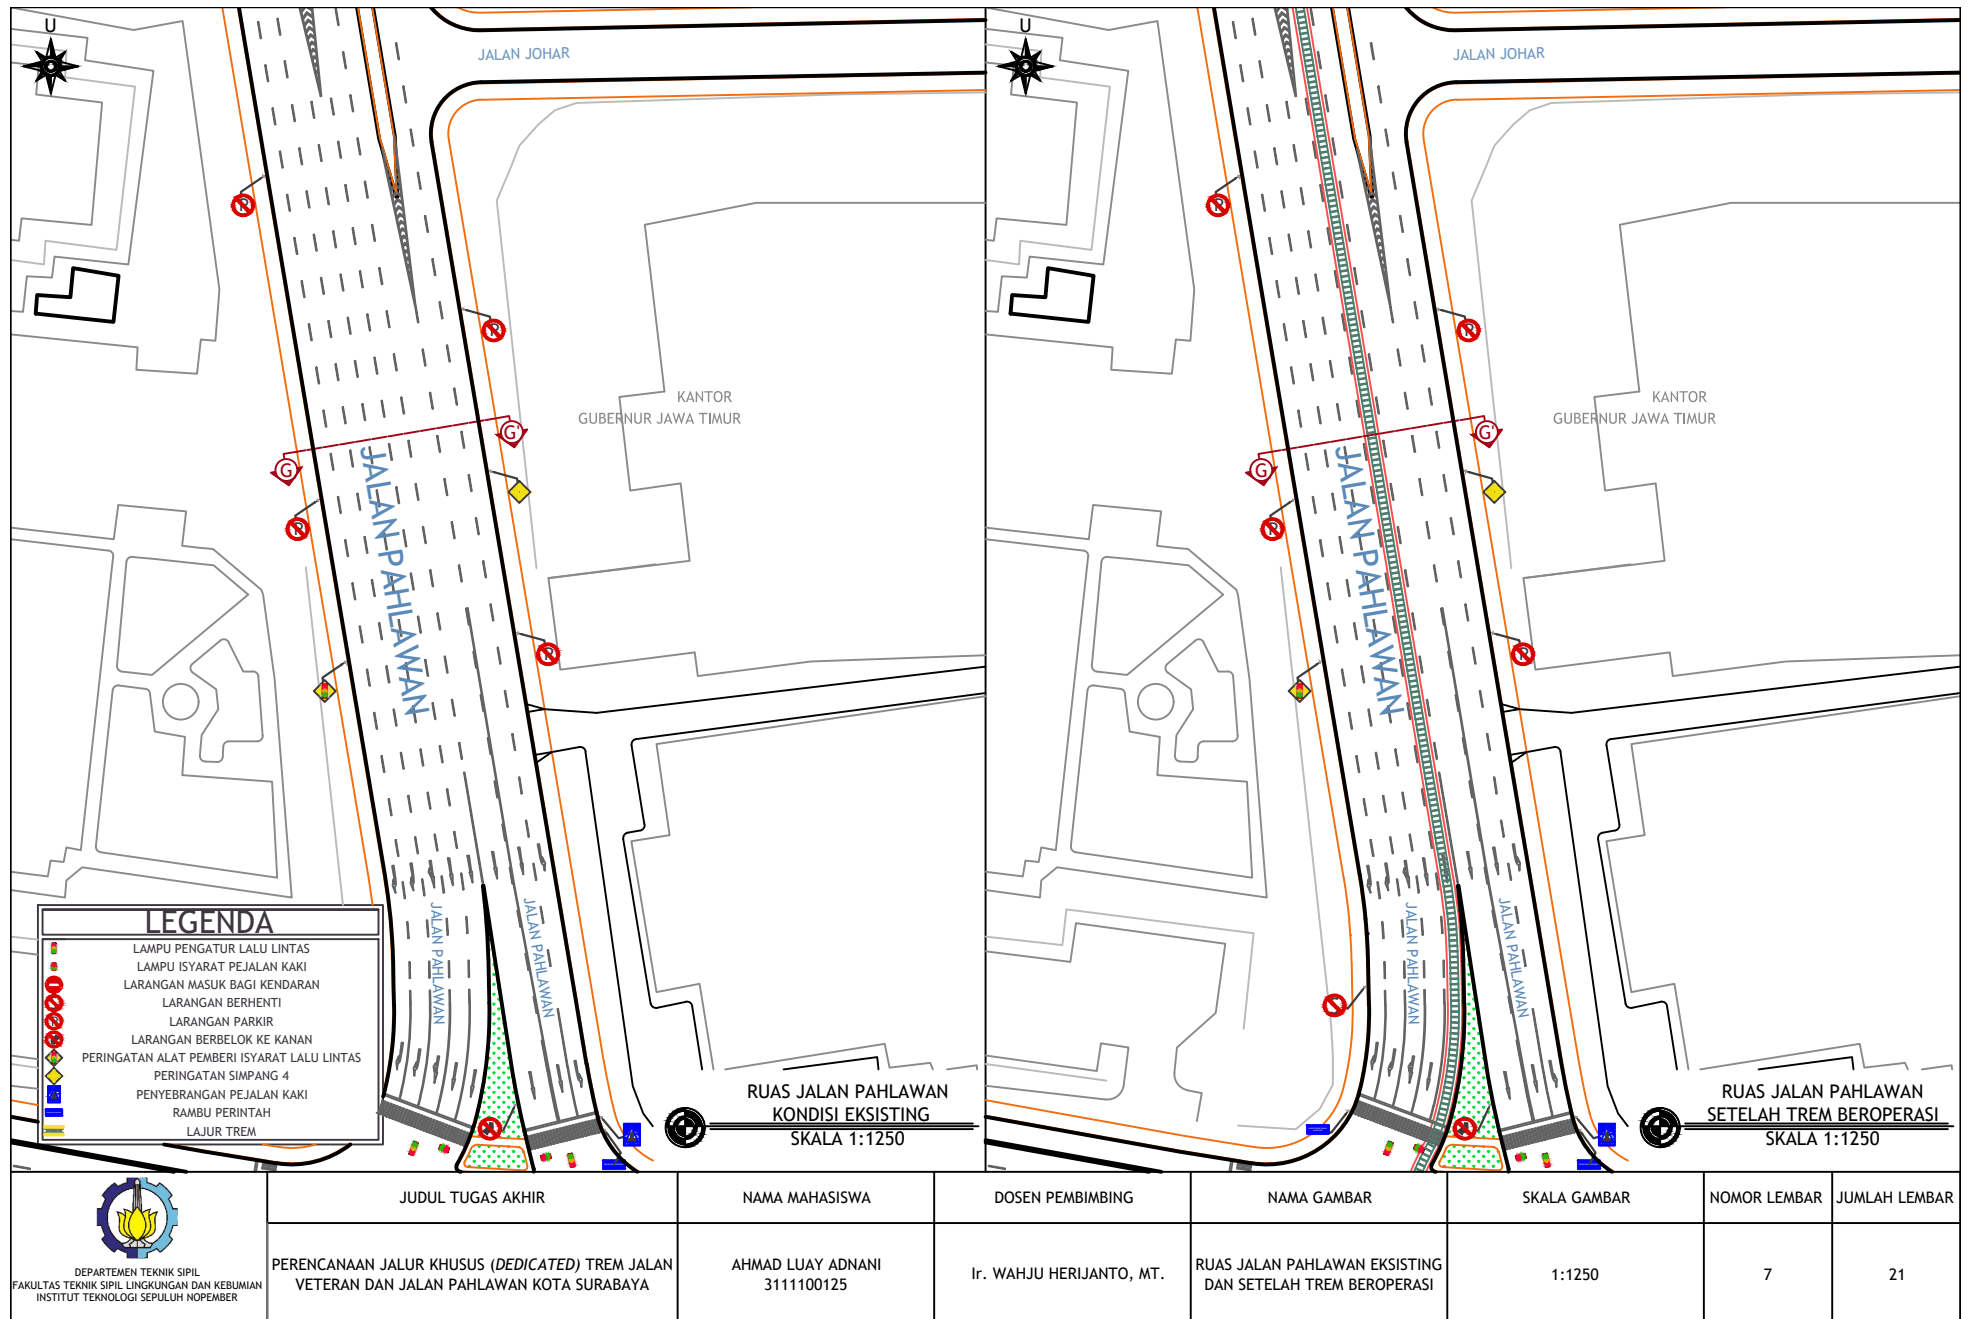 U
JALAN JOHAR
KANTOR
GUBERNUR JAWA TIMUR
G
G'
JALAN PAHLAWAN
JALAN PAHLAWAN
JALAN PAHLAWAN
LEGENDA
LAMPU PENGATUR LALU LINTAS
LAMPU ISYARAT PEJALAN KAKI
LARANGAN MASUK BAGI KENDARAN
LARANGAN BERHENTI
LARANGAN PARKIR
LARANGAN BERBELOK KE KANAN
PERINGATAN ALAT PEMBERI ISYARAT LALU LINTAS
PERINGATAN SIMPANG 4
PENYEBRANGAN PEJALAN KAKI
RAMBU PERINTAH
LAJUR TREM
RUAS JALAN PAHLAWAN
KONDISI EKSISTING
SKALA 1:1250
U
JALAN JOHAR
KANTOR
GUBERNUR JAWA TIMUR
G
G'
JALAN PAHLAWAN
JALAN PAHLAWAN
JALAN PAHLAWAN
RUAS JALAN PAHLAWAN
SETELAH TREM BEROPERASI
SKALA 1:1250
DEPARTEMEN TEKNIK SIPIL
FAKULTAS TEKNIK SIPIL LINGKUNGAN DAN KEBUMIAN
INSTITUT TEKNOLOGI SEPULUH NOPEMBER
JUDUL TUGAS AKHIR
PERENCANAAN JALUR KHUSUS (DEDICATED) TREM JALAN
VETERAN DAN JALAN PAHLAWAN KOTA SURABAYA
NAMA MAHASISWA
AHMAD LUAY ADNANI
3111100125
DOSEN PEMBIMBING
Ir. WAHJU HERIJANTO, MT.
NAMA GAMBAR
RUAS JALAN PAHLAWAN EKSISTING
DAN SETELAH TREM BEROPERASI
SKALA GAMBAR
1:1250
NOMOR LEMBAR
7
JUMLAH LEMBAR
21